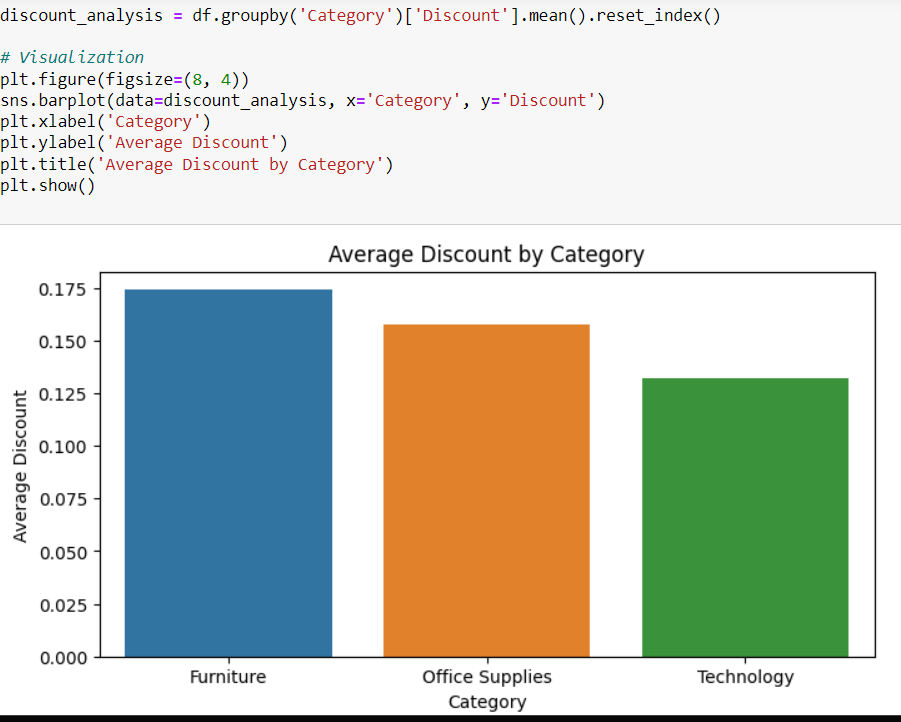 discount_analysis = df.groupby('Category')['Discount'].mean().reset_index()
# Visualization
plt.figure(figsize=(8, 4))
sns.barplot(data=discount_analysis, x='Category', y='Discount')
plt.xlabel('Category')
plt.ylabel('Average Discount')
plt.title('Average Discount by Category')
plt.show()
Average Discount by Category
0.175
0.150
0.125
0.100
0.075
0.050
0.025
0.000
Average Discount
Furniture Office Supplies Technology
Category